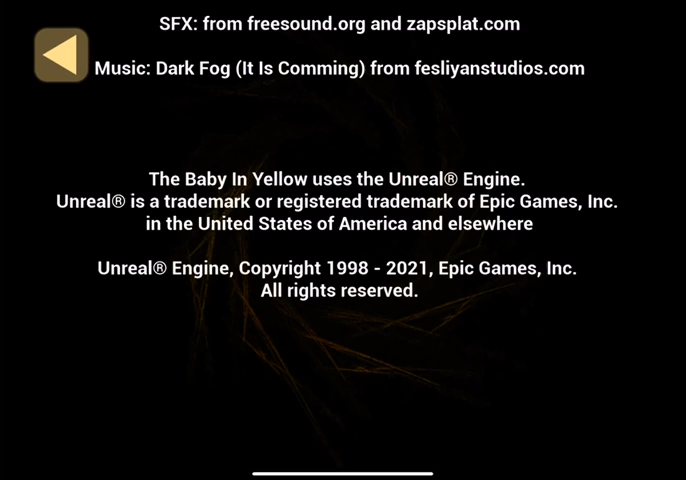 SFX: from freesound.org and zapsplat.com
Music: Dark Fog (It Is Comming) from fesliyanstudios.com
The Baby In Yellow uses the Unreal® Engine.
Unreal® is a trademark or registered trademark of Epic Games, Inc.
in the United States of America and elsewhere
Unreal® Engine, Copyright 1998 - 2021, Epic Games, Inc.
All rights reserved.